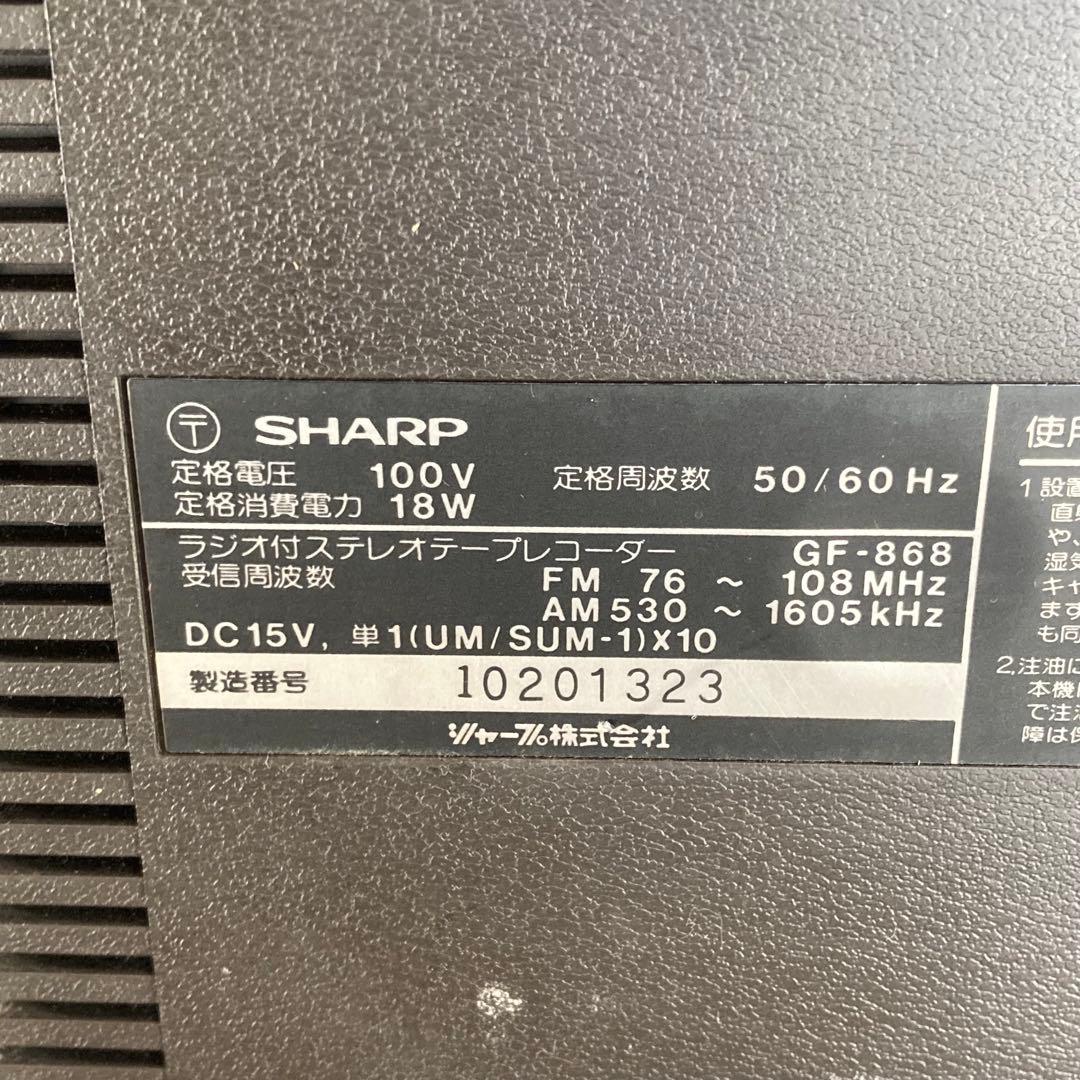 〒 SHARP
定格電圧 100V 定格周波数 50/60Hz
定格消費電力 18W
ラジオ付ステレオテープレコーダー GF-868
受信周波数 FM 76 ~ 108MHz
AM 530 ~ 1605kHz
DC15V, 単1(UM/SUM-1)X10
製造番号 10201323
シャープ株式会社
使用
1 設置
直
や、
湿気
キャ
ます
も同
2,注油に
本機
で注
障は保